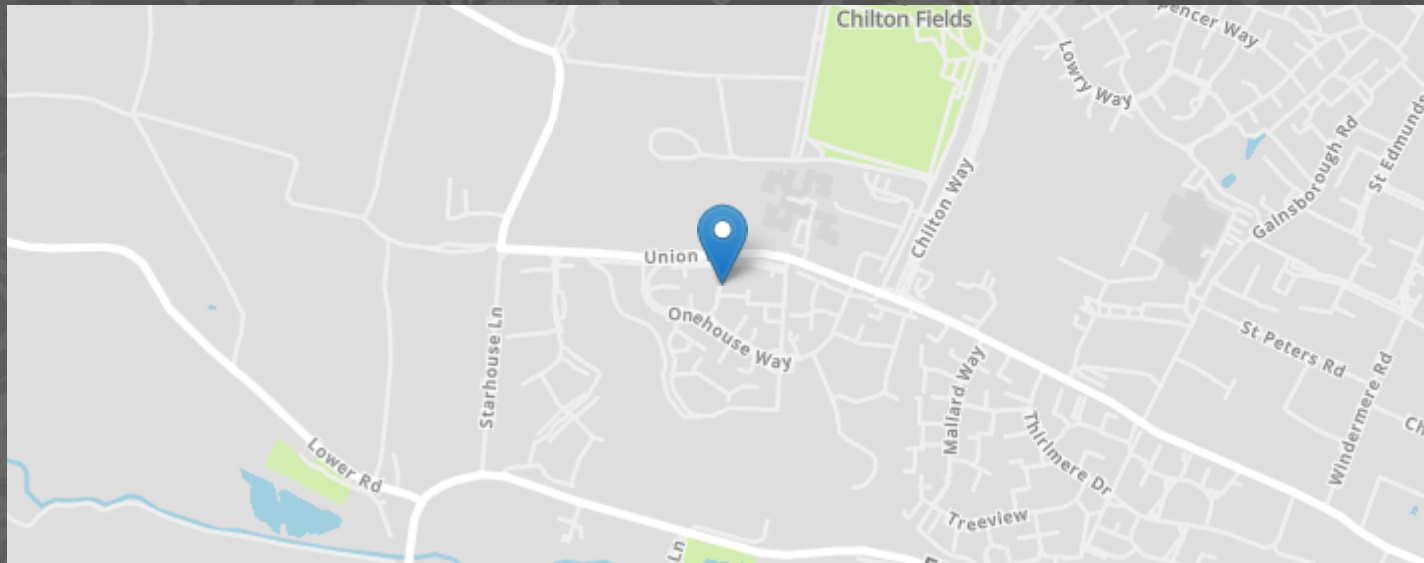 Chilton Fields
Spencer Way
Lowry Way
Gainsborough Rd
St Edmunds
Chilton Way
Union
Onehouse Way
Starhouse Ln
St Peters Rd
Mallard Way
Windermere Rd
Thirlmere Dr
Lower Rd
Treeview
Ln